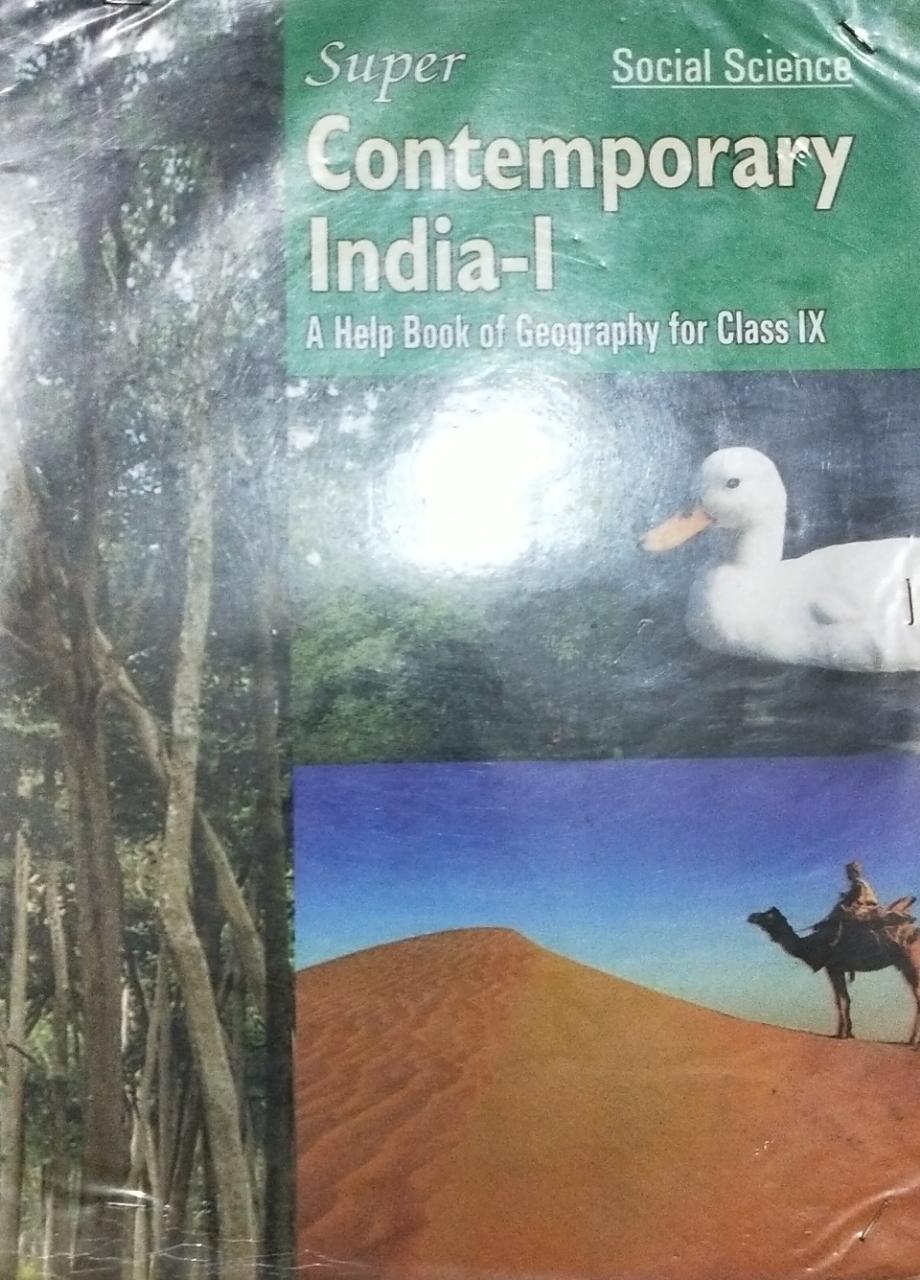 Super
Social Science
Contemporary
India-I
A Help Book of Geography for Class IX